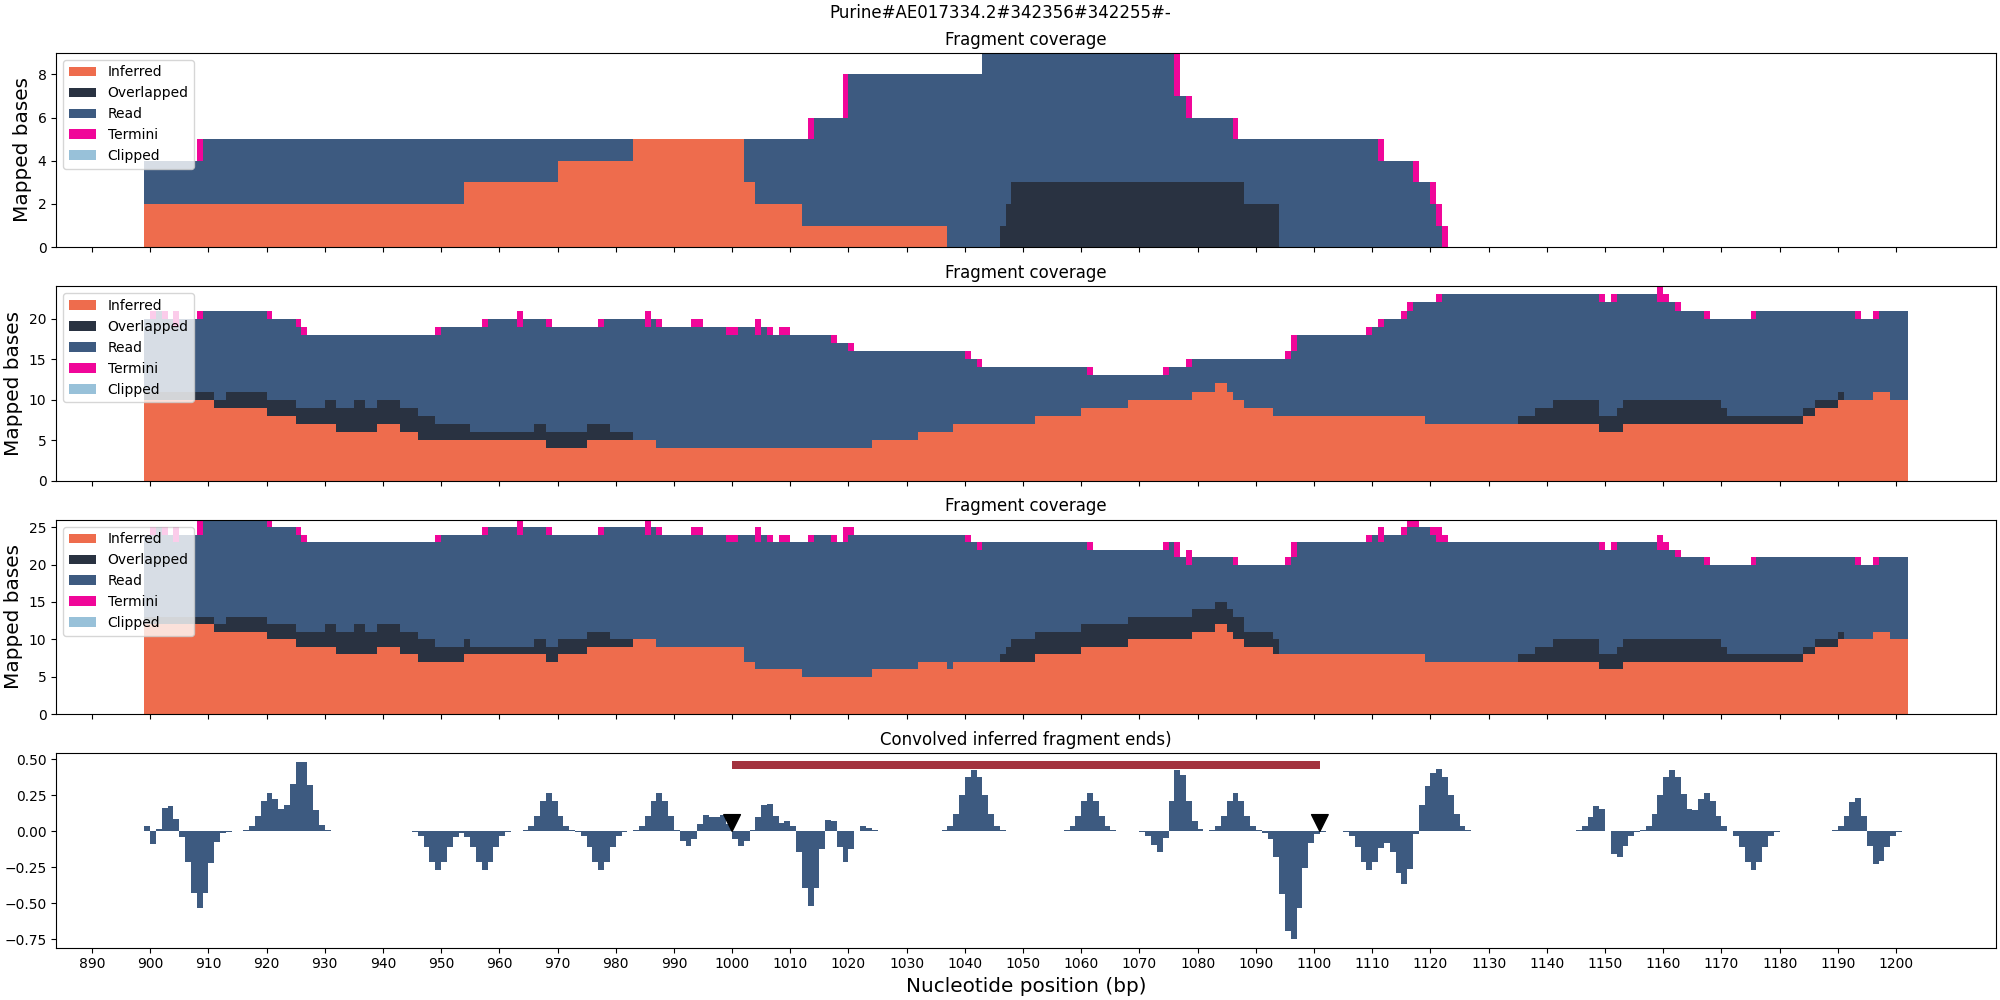 Purine#AE017334.2#342356#342255#-
Fragment coverage
Mapped bases
8
6
4
2
0
Inferred
Overlapped
Read
Termini
Clipped
Fragment coverage
Mapped bases
20
15
10
5
0
Inferred
Overlapped
Read
Termini
Clipped
Fragment coverage
Mapped bases
25
20
15
10
5
0
Inferred
Overlapped
Read
Termini
Clipped
Convolved inferred fragment ends)
0.50
0.25
0.00
−0.25
−0.50
−0.75
890 900 910 920 930 940 950 960 970 980 990 1000 1010 1020 1030 1040 1050 1060 1070 1080 1090 1100 1110 1120 1130 1140 1150 1160 1170 1180 1190 1200
Nucleotide position (bp)